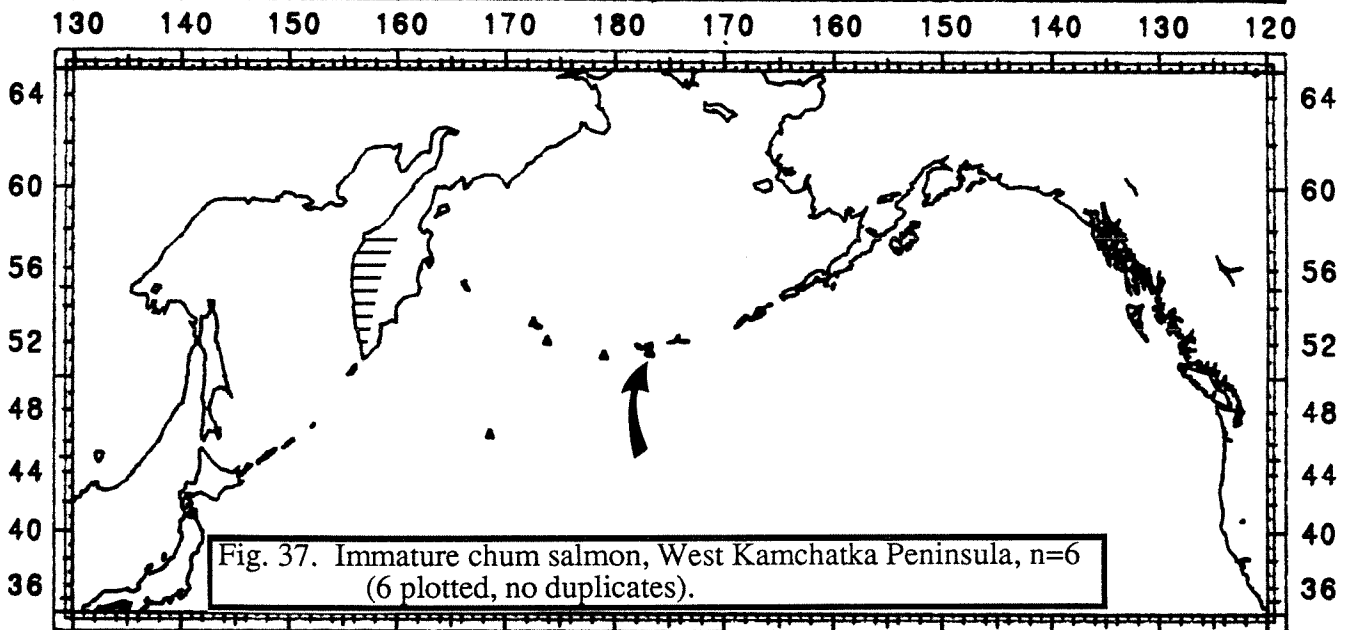 130 140 150 160 170 180 170 160 150 140 130 120
64 64
60 60
56 56
52 52
48 48
44 44
40 40
36 36
Fig. 37. Immature chum salmon, West Kamchatka Peninsula, n=6
(6 plotted, no duplicates).